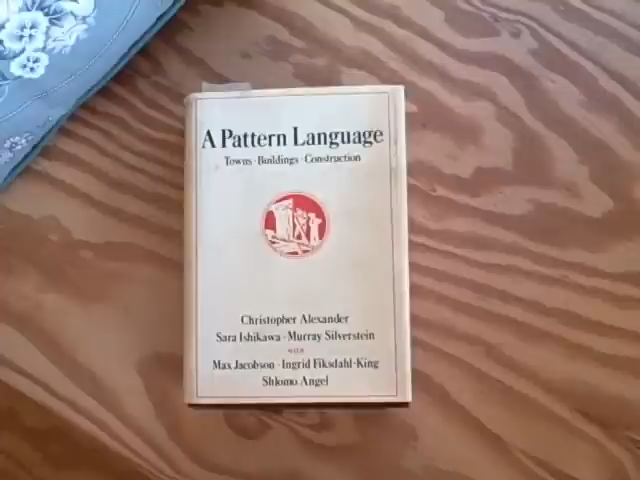 A Pattern Language
Towns · Buildings · Construction
Christopher Alexander
Sara Ishikawa · Murray Silverstein
WITH
Max Jacobson · Ingrid Fiksdahl-King
Shlomo Angel